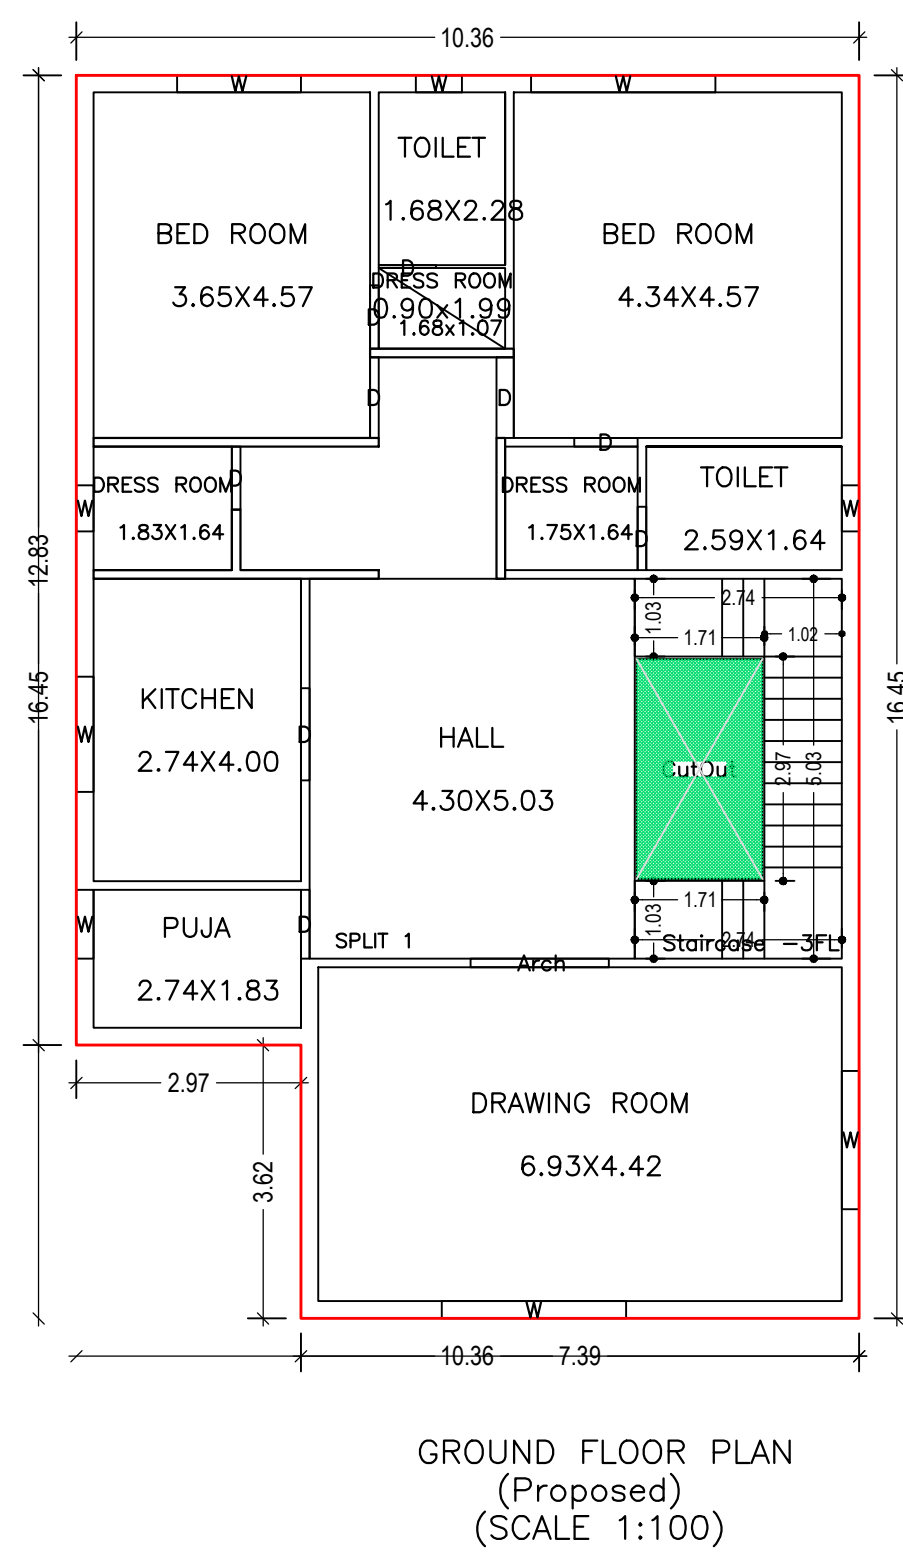 10.36
W W W
TOILET
1.68X2.28
BED ROOM
3.65X4.57
BED ROOM
4.34X4.57
D
DRESS ROOM
0.90x1.99
1.68x1.07
D
D
D
D
DRESS ROOM
1.83X1.64
D
W
DRESS ROOM
1.75X1.64
D
TOILET
2.59X1.64
W
12.83
16.45
16.45
2.74
1.03
1.71
1.02
KITCHEN
2.74X4.00
W
D
HALL
4.30X5.03
CutOut
2.97
5.03
PUJA
2.74X1.83
W
D
SPLIT 1
1.71
1.03
2.74
Staircase -3FL
Arch
2.97
3.62
DRAWING ROOM
6.93X4.42
W
W
10.36
7.39
GROUND FLOOR PLAN
(Proposed)
(SCALE 1:100)